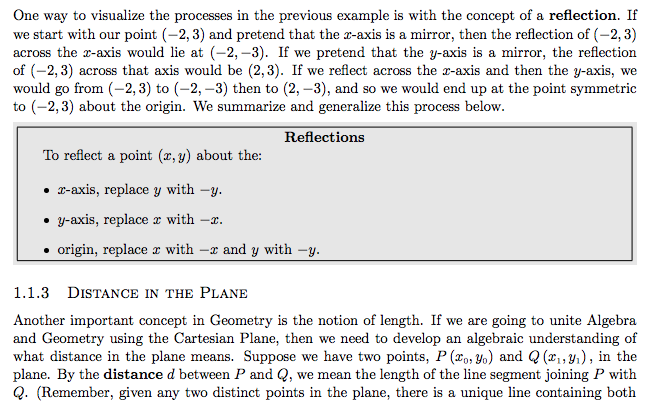 One way to visualize the processes in the previous example is with the concept of a reflection. If
we start with our point (−2, 3) and pretend that the x-axis is a mirror, then the reflection of (−2, 3)
across the x-axis would lie at (−2, −3). If we pretend that the y-axis is a mirror, the reflection
of (−2, 3) across that axis would be (2, 3). If we reflect across the x-axis and then the y-axis, we
would go from (−2, 3) to (−2, −3) then to (2, −3), and so we would end up at the point symmetric
to (−2, 3) about the origin. We summarize and generalize this process below.
Reflections
To reflect a point (x, y) about the:
• x-axis, replace y with −y.
• y-axis, replace x with −x.
• origin, replace x with −x and y with −y.
1.1.3 Distance in the Plane
Another important concept in Geometry is the notion of length. If we are going to unite Algebra
and Geometry using the Cartesian Plane, then we need to develop an algebraic understanding of
what distance in the plane means. Suppose we have two points, P (x₀, y₀) and Q (x₁, y₁), in the
plane. By the distance d between P and Q, we mean the length of the line segment joining P with
Q. (Remember, given any two distinct points in the plane, there is a unique line containing both